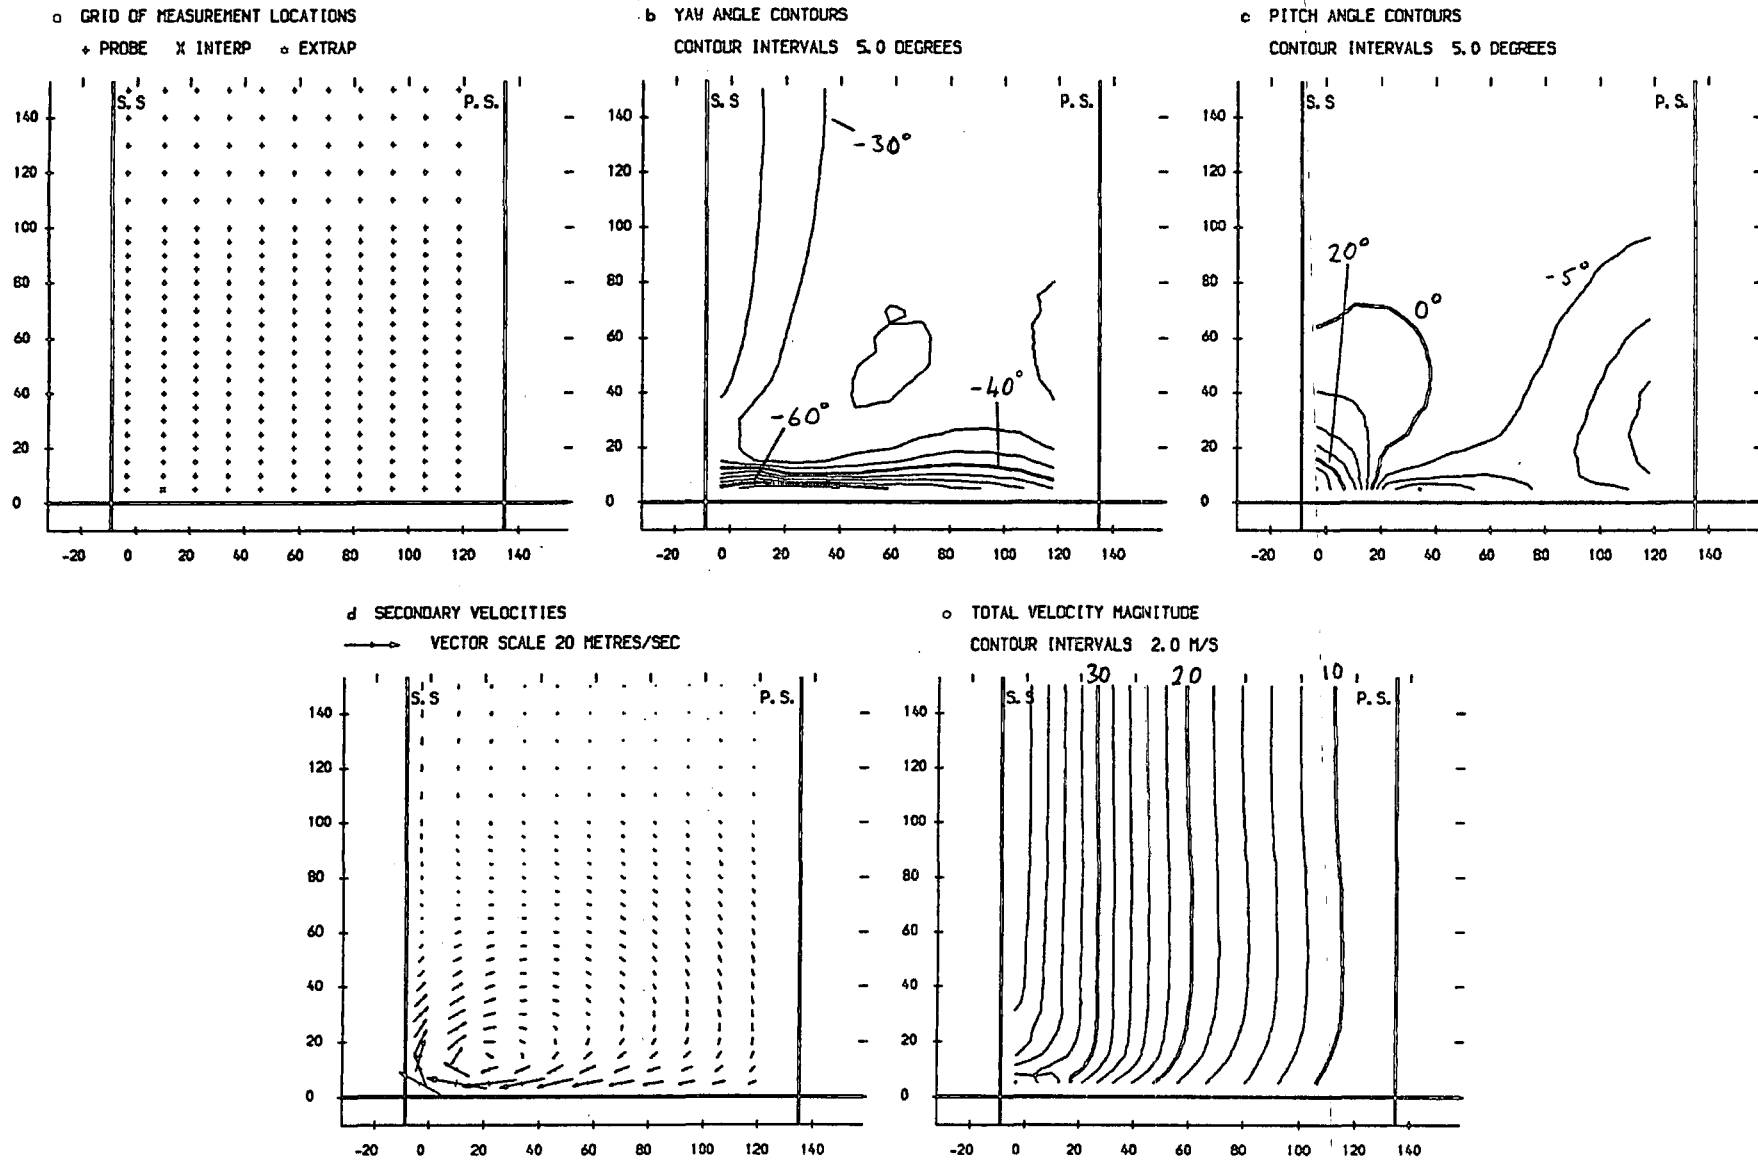 a GRID OF MEASUREMENT LOCATIONS
+ PROBE X INTERP o EXTRAP
S.S
P.S.
140
120
100
80
60
40
20
0
-20 0 20 40 60 80 100 120 140
b YAW ANGLE CONTOURS
CONTOUR INTERVALS 5.0 DEGREES
S.S
P.S.
-30°
-40°
-60°
140
120
100
80
60
40
20
0
-20 0 20 40 60 80 100 120 140
c PITCH ANGLE CONTOURS
CONTOUR INTERVALS 5.0 DEGREES
S.S
P.S.
20°
-5°
0°
140
120
100
80
60
40
20
0
-20 0 20 40 60 80 100 120 140
d SECONDARY VELOCITIES
VECTOR SCALE 20 METRES/SEC
S.S
P.S.
140
120
100
80
60
40
20
0
-20 0 20 40 60 80 100 120 140
e TOTAL VELOCITY MAGNITUDE
CONTOUR INTERVALS 2.0 M/S
30 20 10
S.S
P.S.
140
120
100
80
60
40
20
0
-20 0 20 40 60 80 100 120 140